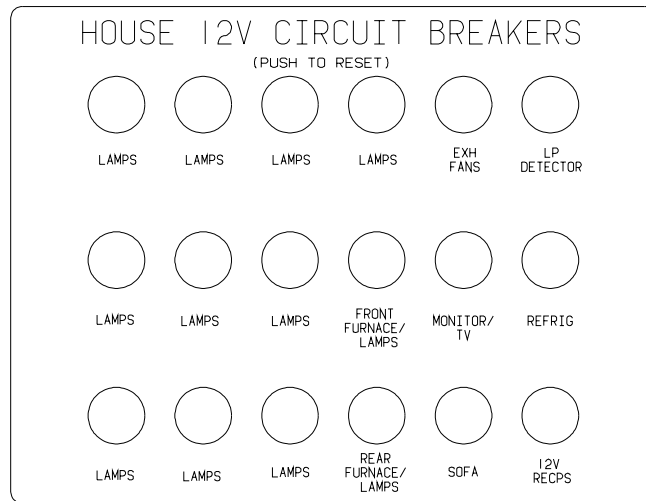 HOUSE 12V CIRCUIT BREAKERS
(PUSH TO RESET)
LAMPS
LAMPS
LAMPS
LAMPS
EXH
FANS
LP
DETECTOR
LAMPS
LAMPS
LAMPS
FRONT
FURNACE/
LAMPS
MONITOR/
TV
REFRIG
LAMPS
LAMPS
LAMPS
REAR
FURNACE/
LAMPS
SOFA
12V
RECPS